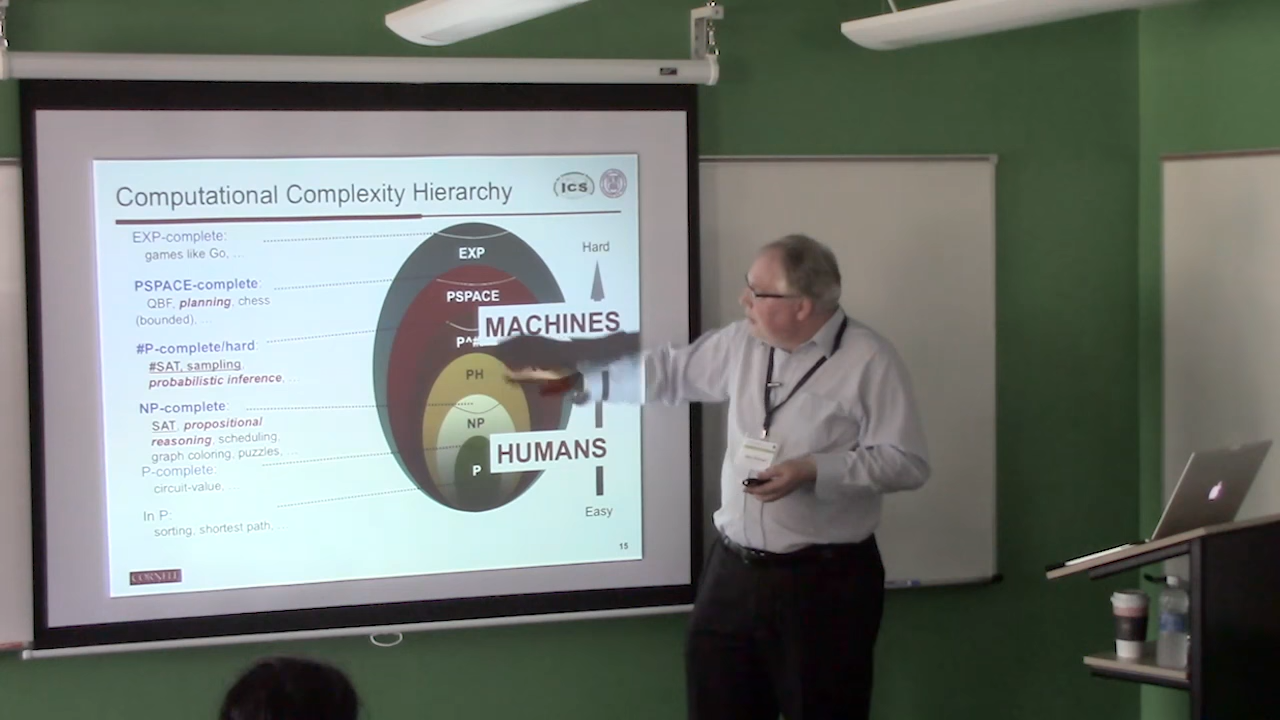 Computational Complexity Hierarchy
ICS
EXP-complete:
games like Go, …
PSPACE-complete:
QBF, planning, chess
(bounded), …
#P-complete/hard:
#SAT, sampling,
probabilistic inference, …
NP-complete:
SAT, propositional
reasoning, scheduling,
graph coloring, puzzles, …
P-complete:
circuit-value, …
In P:
sorting, shortest path, …
EXP
PSPACE
PH
NP
P
Hard
MACHINES
HUMANS
Easy
15
CORNELL